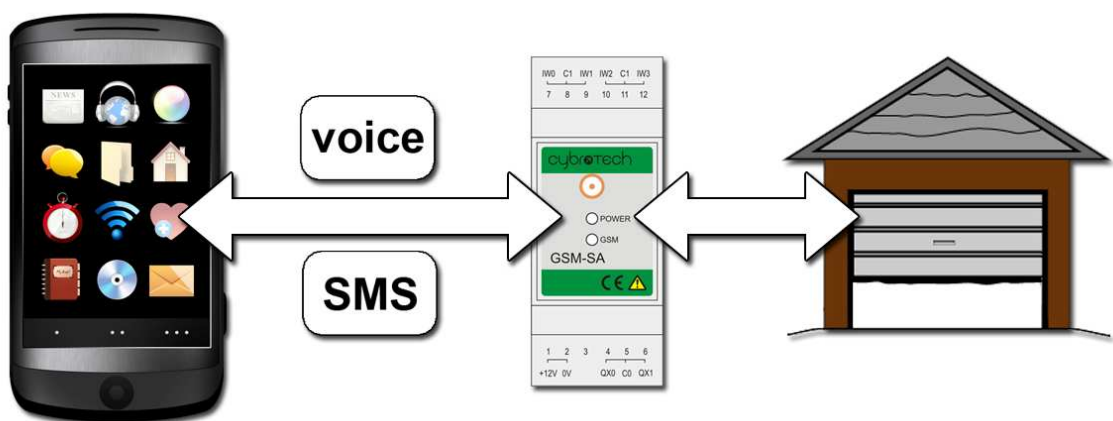 NEWS
voice
SMS
IW0 C1 IW1 IW2 C1 IW3
7 8 9 10 11 12
cybrotech
POWER
GSM
GSM-SA
CE
1 2 3 4 5 6
+12V 0V QX0 C0 QX1